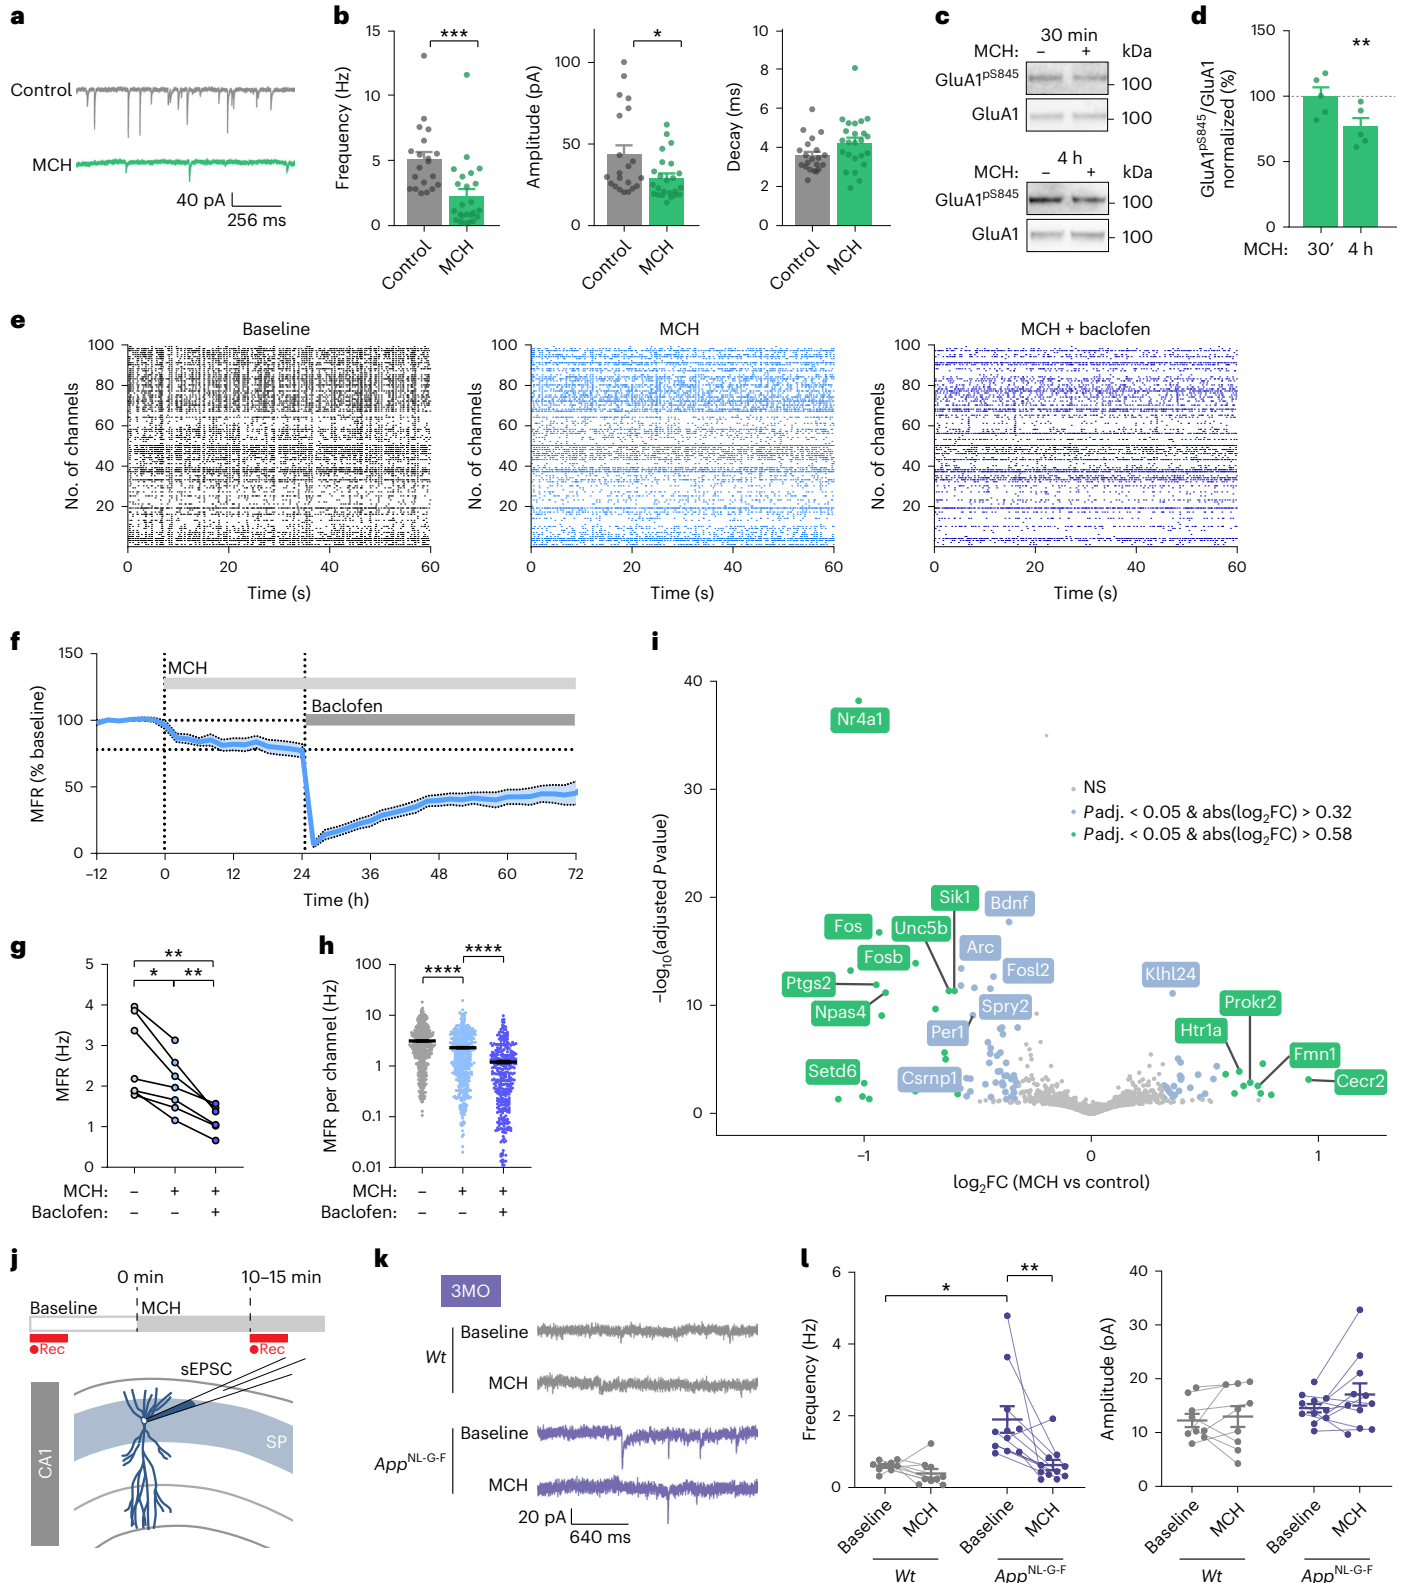 a
Control
MCH
40 pA
256 ms
b
Frequency (Hz)
15
10
5
0
***
Control
MCH
Amplitude (pA)
100
50
0
*
Control
MCH
Decay (ms)
10
8
6
4
2
0
Control
MCH
c
30 min
MCH: – + kDa
GluA1pS845 100
GluA1 100
4 h
MCH: – + kDa
GluA1pS845 100
GluA1 100
d
GluA1pS845/GluA1
normalized (%)
150
100
50
0
**
MCH: 30′ 4 h
e
Baseline
No. of channels
100
80
60
40
20
0 20 40 60
Time (s)
MCH
No. of channels
100
80
60
40
20
0 20 40 60
Time (s)
MCH + baclofen
No. of channels
100
80
60
40
20
0 20 40 60
Time (s)
f
MFR (% baseline)
150
100
50
0
MCH
Baclofen
–12 0 12 24 36 48 60 72
Time (h)
g
MFR (Hz)
5
4
3
2
1
0
**
* **
MCH: – + +
Baclofen: – – +
h
MFR per channel (Hz)
100
10
1
0.1
0.01
****
****
MCH: – + +
Baclofen: – – +
i
–log10(adjusted P value)
40
30
20
10
0
NS
Padj. < 0.05 & abs(log2FC) > 0.32
Padj. < 0.05 & abs(log2FC) > 0.58
Nr4a1
Sik1
Bdnf
Fos
Unc5b
Arc
Fosb
Fosl2
Ptgs2
Klhl24
Npas4
Spry2
Prokr2
Per1
Htr1a
Fmn1
Setd6
Csrnp1
Cecr2
–1 0 1
log2FC (MCH vs control)
j
0 min 10–15 min
Baseline MCH
Rec Rec
sEPSC
SP
CA1
k
3MO
Wt
Baseline
MCH
AppNL-G-F
Baseline
MCH
20 pA
640 ms
l
Frequency (Hz)
6
4
2
0
*
**
Baseline MCH Baseline MCH
Wt AppNL-G-F
Amplitude (pA)
40
30
20
10
0
Baseline MCH Baseline MCH
Wt AppNL-G-F